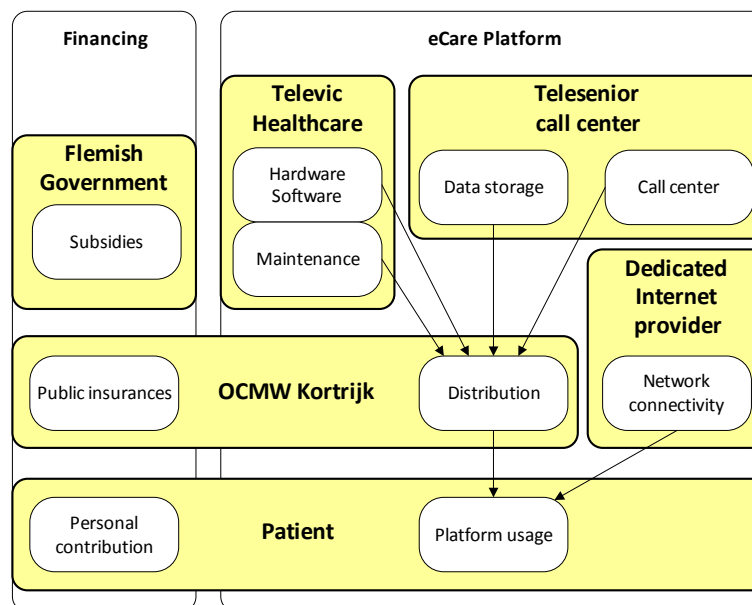 Financing
eCare Platform
Televic
Healthcare
Telesenior
call center
Flemish
Government
Hardware
Software
Data storage
Call center
Subsidies
Maintenance
Dedicated
Internet
provider
Public insurances
OCMW Kortrijk
Distribution
Network
connectivity
Personal
contribution
Patient
Platform usage